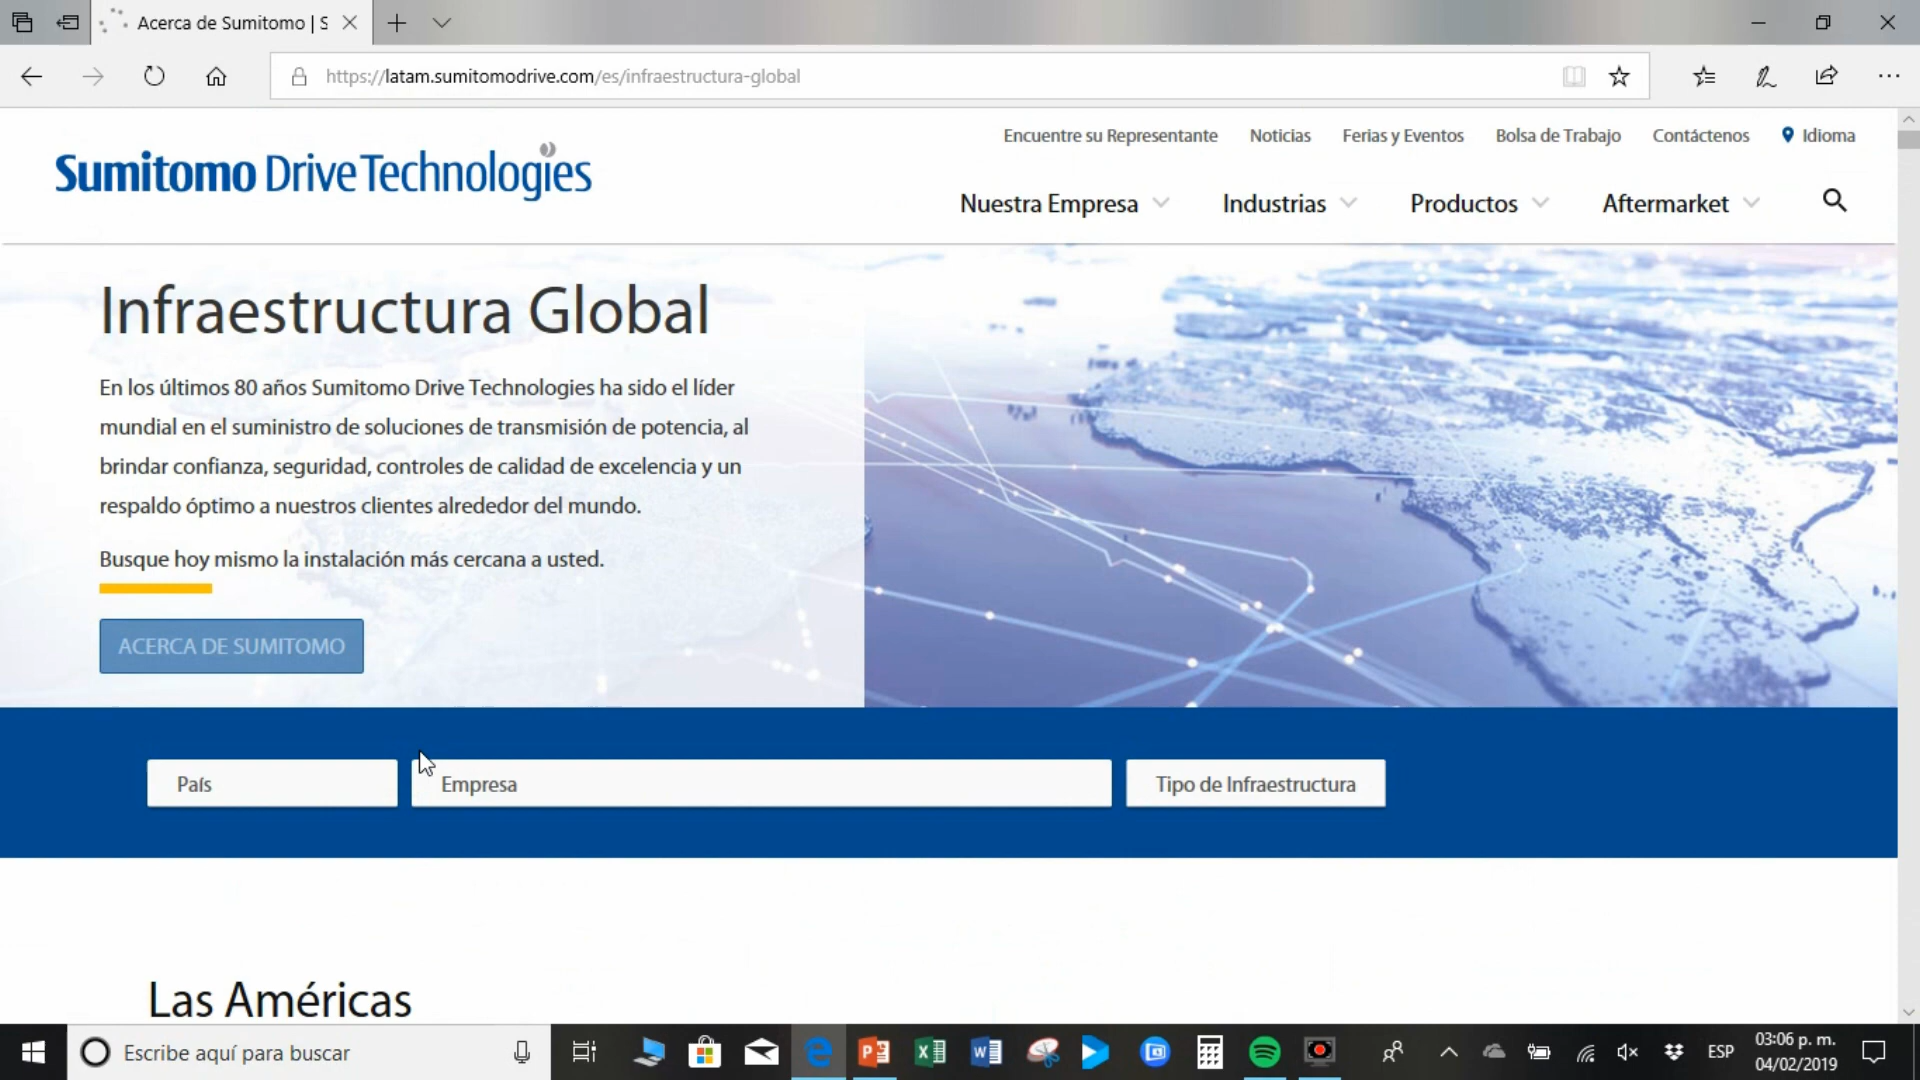 Acerca de Sumitomo | S
https://latam.sumitomodrive.com/es/infraestructura-global
Encuentre su Representante
Noticias
Ferias y Eventos
Bolsa de Trabajo
Contáctenos
Idioma
Sumitomo Drive Technologies
Nuestra Empresa
Industrias
Productos
Aftermarket
Infraestructura Global
En los últimos 80 años Sumitomo Drive Technologies ha sido el líder
mundial en el suministro de soluciones de transmisión de potencia, al
brindar confianza, seguridad, controles de calidad de excelencia y un
respaldo óptimo a nuestros clientes alrededor del mundo.
Busque hoy mismo la instalación más cercana a usted.
ACERCA DE SUMITOMO
País
Empresa
Tipo de Infraestructura
Las Américas
Escribe aquí para buscar
ESP
03:06 p. m.
04/02/2019